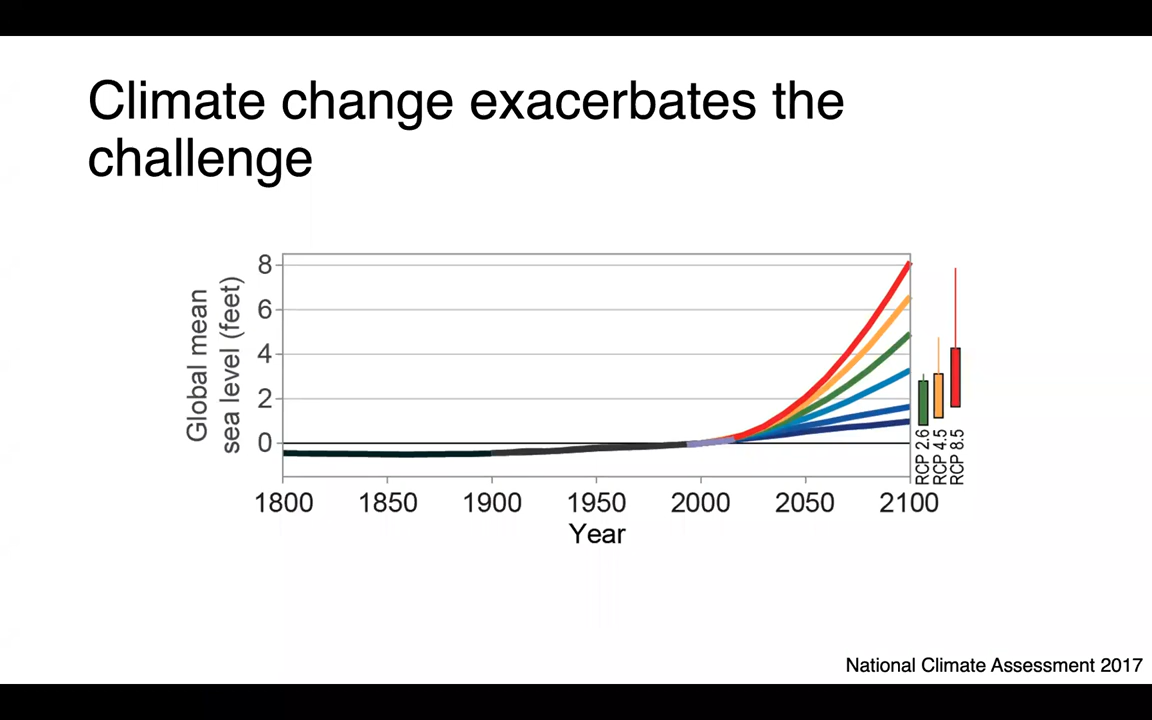 Climate change exacerbates the
challenge
Global mean
sea level (feet)
8
6
4
2
0
1800 1850 1900 1950 2000 2050 2100
Year
RCP 2.6
RCP 4.5
RCP 8.5
National Climate Assessment 2017